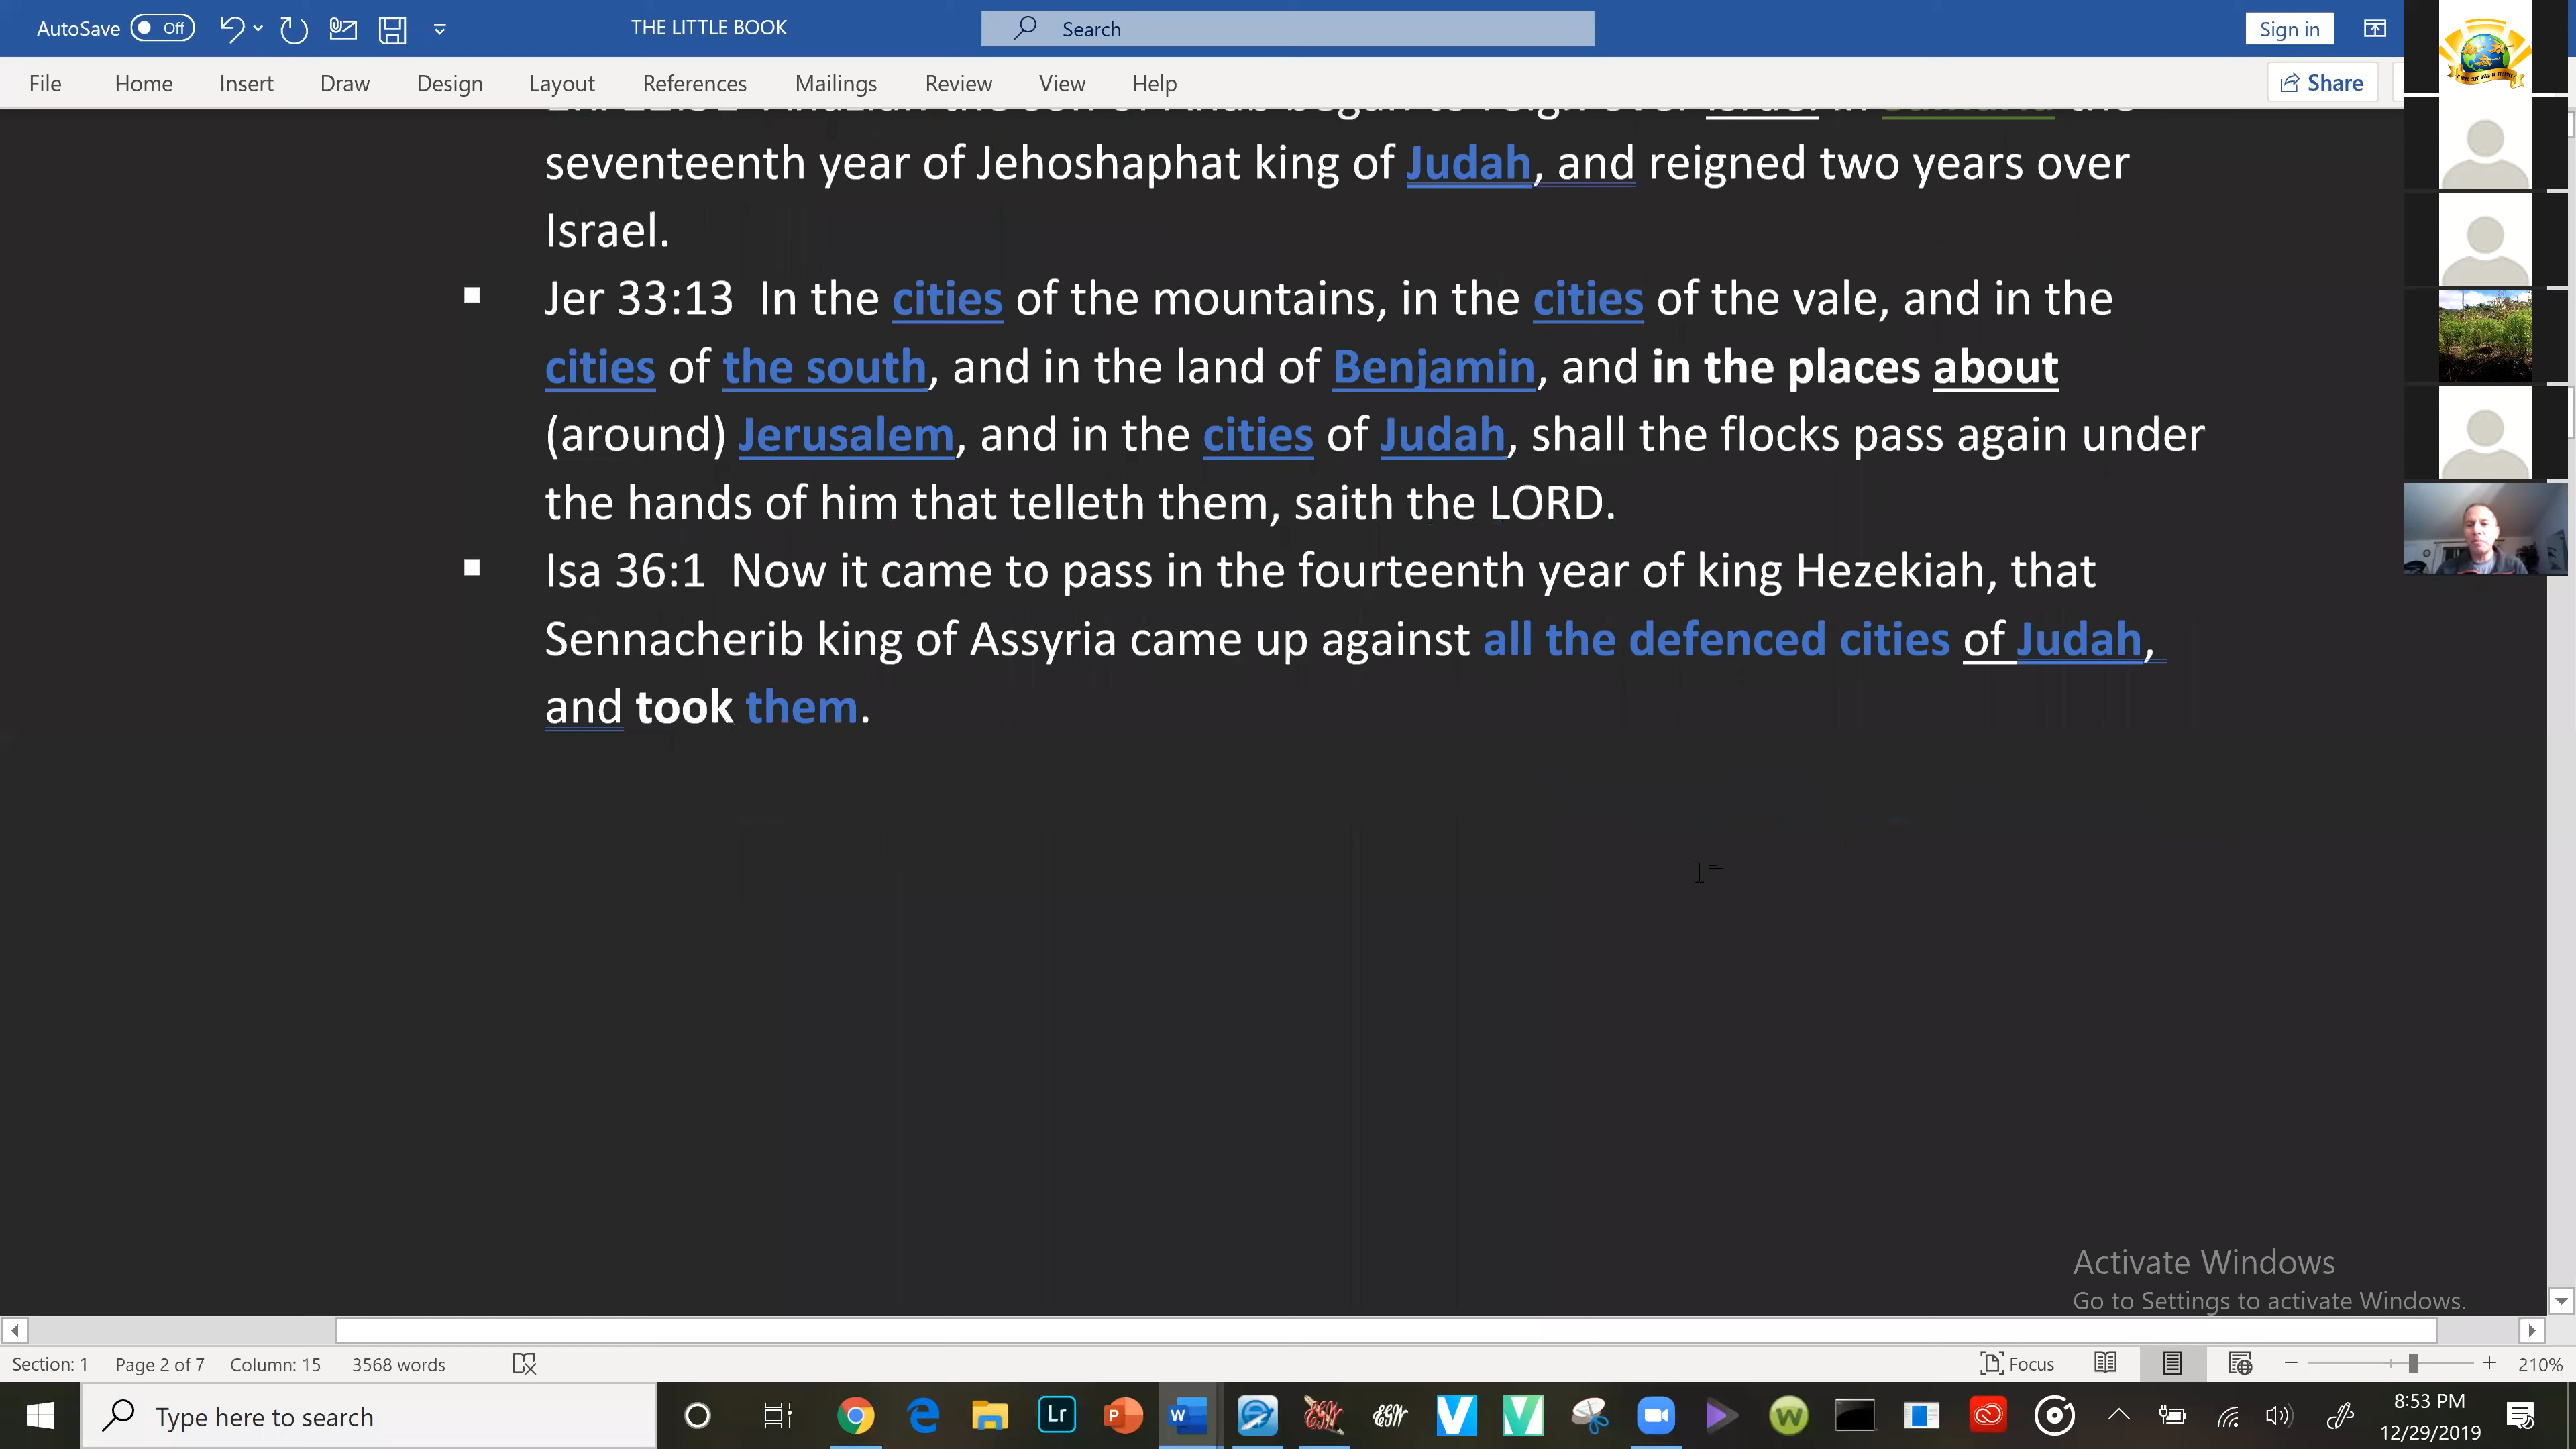 AutoSave Off THE LITTLE BOOK Search Sign in
File Home Insert Draw Design Layout References Mailings Review View Help Share
seventeenth year of Jehoshaphat king of Judah, and reigned two years over
Israel.
▪ Jer 33:13 In the cities of the mountains, in the cities of the vale, and in the
cities of the south, and in the land of Benjamin, and in the places about
(around) Jerusalem, and in the cities of Judah, shall the flocks pass again under
the hands of him that telleth them, saith the LORD.
▪ Isa 36:1 Now it came to pass in the fourteenth year of king Hezekiah, that
Sennacherib king of Assyria came up against all the defenced cities of Judah,
and took them.
Activate Windows
Go to Settings to activate Windows.
Section: 1 Page 2 of 7 Column: 15 3568 words Focus 210%
Type here to search
Lr P W EGW EGW V V W
8:53 PM
12/29/2019